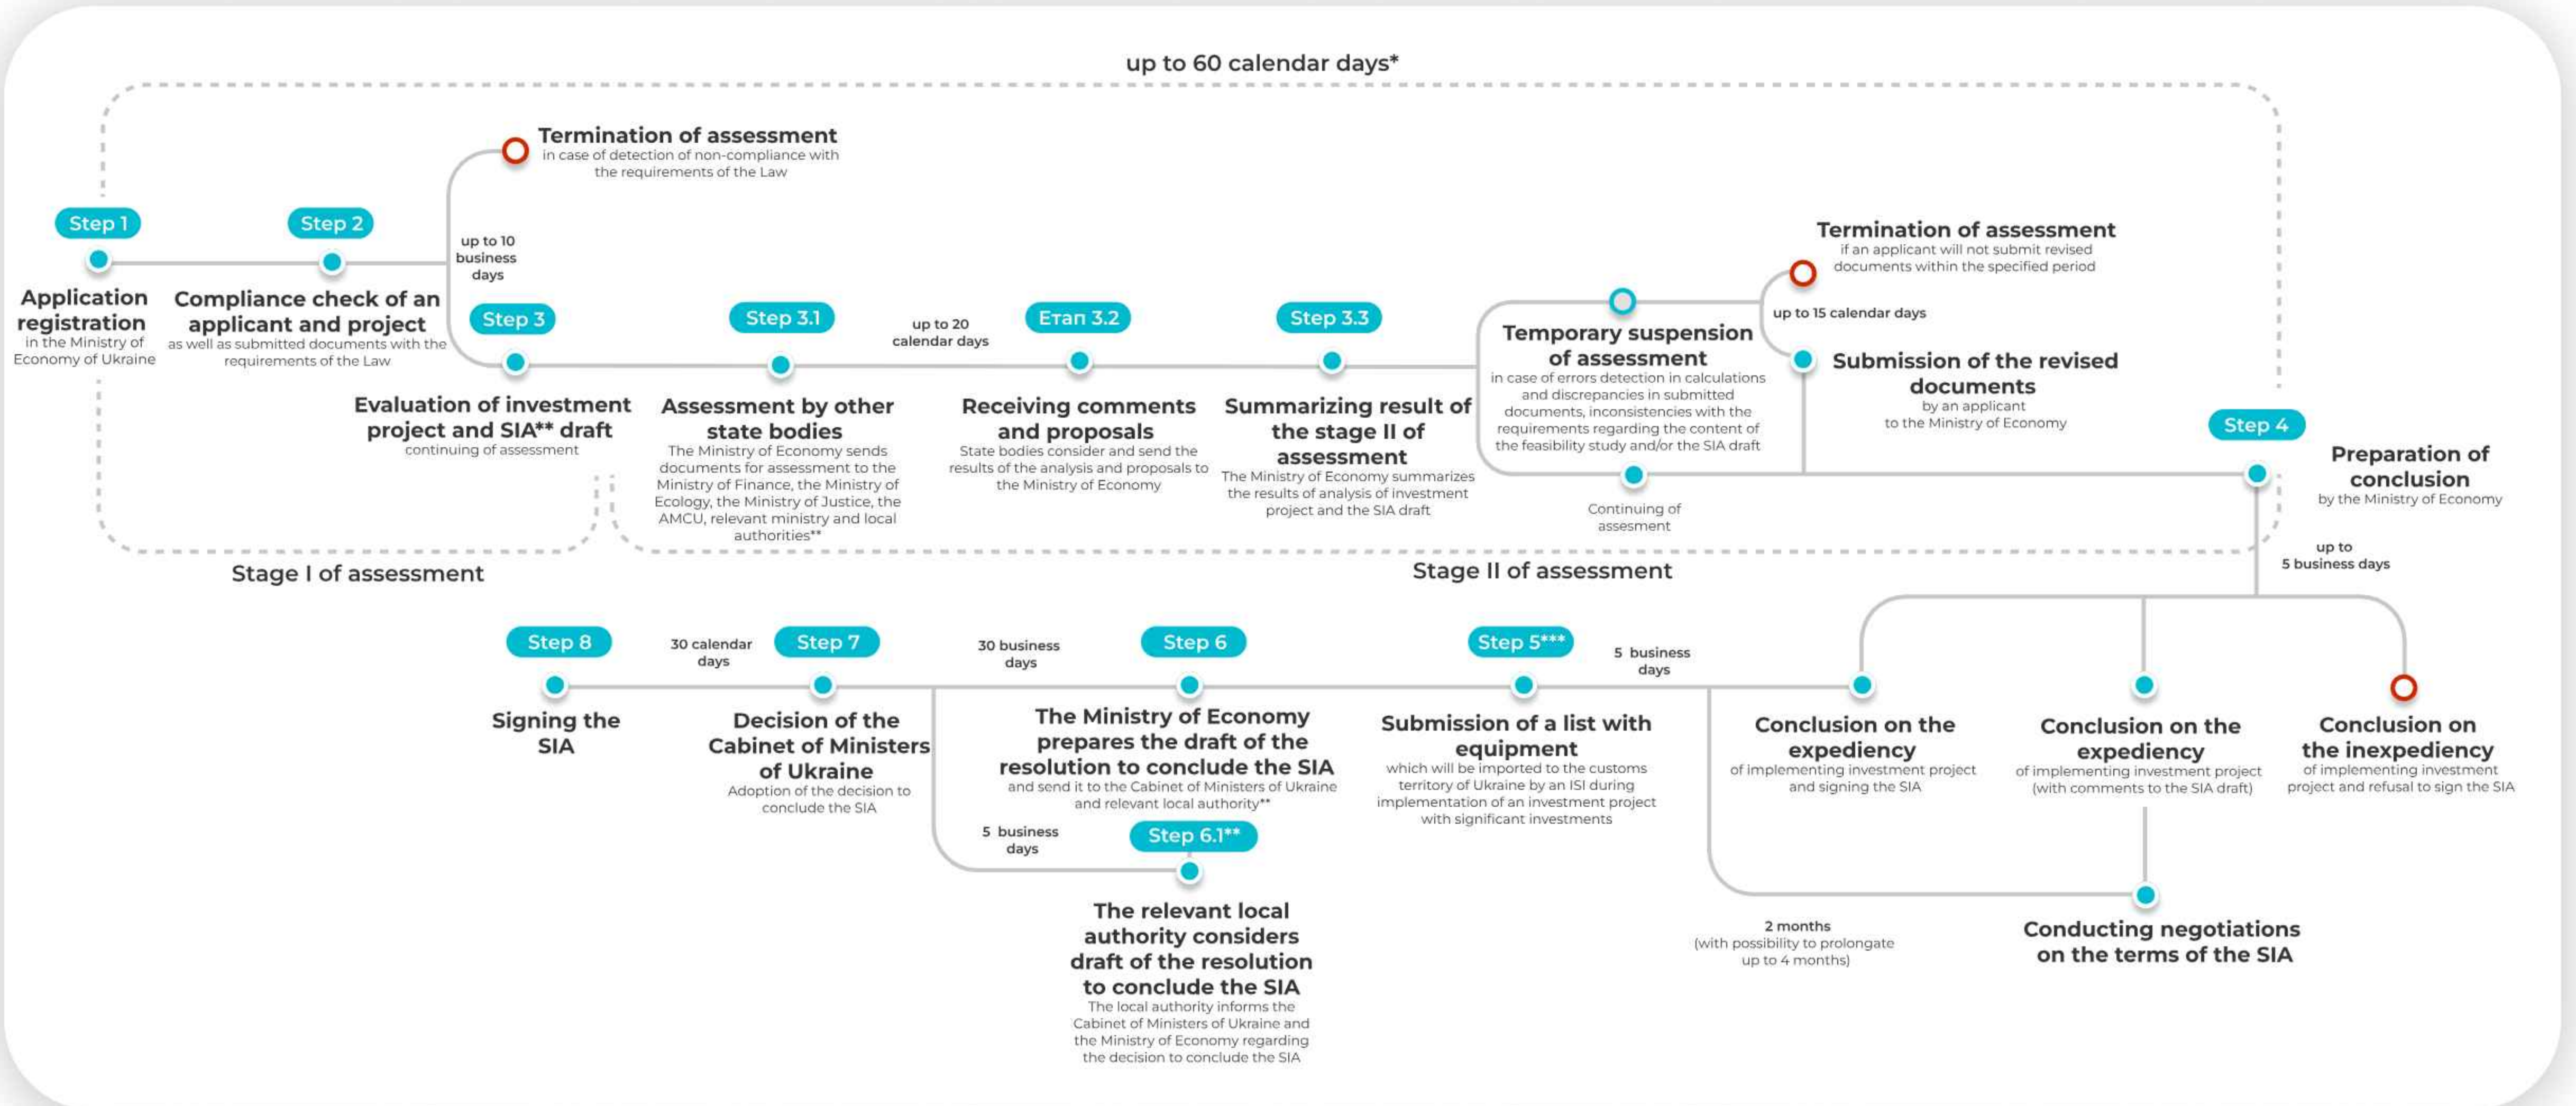 up to 60 calendar days*
Termination of assessment
in case of detection of non-compliance with
the requirements of the Law
Step 1
Application
registration
in the Ministry of
Economy of Ukraine
Step 2
Compliance check of an
applicant and project
as well as submitted documents with the
requirements of the Law
up to 10
business
days
Step 3
Evaluation of investment
project and SIA** draft
continuing of assessment
Step 3.1
Assessment by other
state bodies
The Ministry of Economy sends
documents for assessment to the
Ministry of Finance, the Ministry of
Ecology, the Ministry of Justice, the
AMCU, relevant ministry and local
authorities**
up to 20
calendar days
Етап 3.2
Receiving comments
and proposals
State bodies consider and send the
results of the analysis and proposals to
the Ministry of Economy
Step 3.3
Summarizing result of
the stage II of
assessment
The Ministry of Economy summarizes
the results of analysis of investment
project and the SIA draft
Temporary suspension
of assessment
in case of errors detection in calculations
and discrepancies in submitted
documents, inconsistencies with the
requirements regarding the content of
the feasibility study and/or the SIA draft
Continuing of
assesment
Termination of assessment
if an applicant will not submit revised
documents within the specified period
up to 15 calendar days
Submission of the revised
documents
by an applicant
to the Ministry of Economy
Step 4
Preparation of
conclusion
by the Ministry of Economy
up to
5 business days
Stage I of assessment
Stage II of assessment
Step 8
Signing the
SIA
30 calendar
days
Step 7
Decision of the
Cabinet of Ministers
of Ukraine
Adoption of the decision to
conclude the SIA
30 business
days
Step 6
The Ministry of Economy
prepares the draft of the
resolution to conclude the SIA
and send it to the Cabinet of Ministers of Ukraine
and relevant local authority**
5 business
days
Step 6.1**
The relevant local
authority considers
draft of the resolution
to conclude the SIA
The local authority informs the
Cabinet of Ministers of Ukraine and
the Ministry of Economy regarding
the decision to conclude the SIA
Step 5***
Submission of a list with
equipment
which will be imported to the customs
territory of Ukraine by an ISI during
implementation of an investment project
with significant investments
5 business
days
Conclusion on the
expediency
of implementing investment project
and signing the SIA
Conclusion on the
expediency
of implementing investment project
(with comments to the SIA draft)
Conclusion on
the inexpediency
of implementing investment
project and refusal to sign the SIA
2 months
(with possibility to prolongate
up to 4 months)
Conducting negotiations
on the terms of the SIA